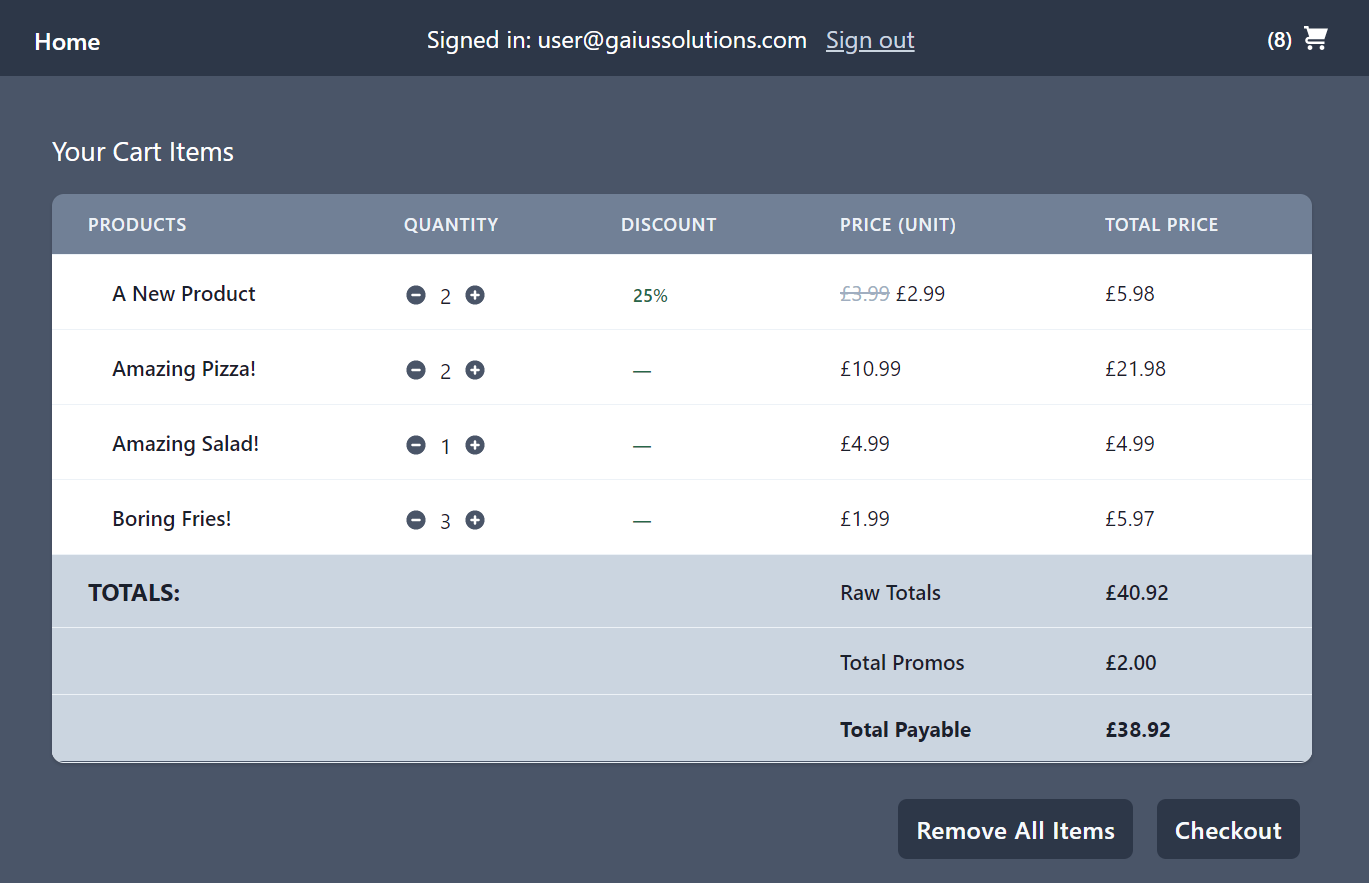 Home Signed in: user@gaiussolutions.com Sign out (8)
Your Cart Items
PRODUCTS QUANTITY DISCOUNT PRICE (UNIT) TOTAL PRICE
A New Product 2 25% £3.99 £2.99 £5.98
Amazing Pizza! 2 — £10.99 £21.98
Amazing Salad! 1 — £4.99 £4.99
Boring Fries! 3 — £1.99 £5.97
TOTALS: Raw Totals £40.92
Total Promos £2.00
Total Payable £38.92
Remove All Items Checkout